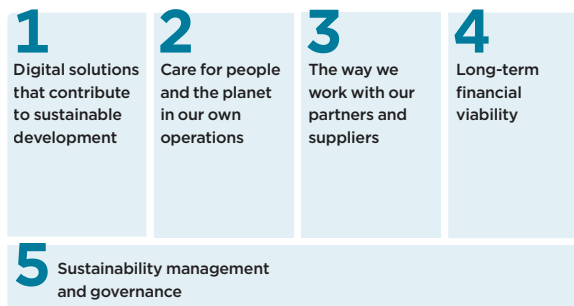 1
Digital solutions
that contribute
to sustainable
development
2
Care for people
and the planet
in our own
operations
3
The way we
work with our
partners and
suppliers
4
Long-term
financial
viability
5
Sustainability management
and governance